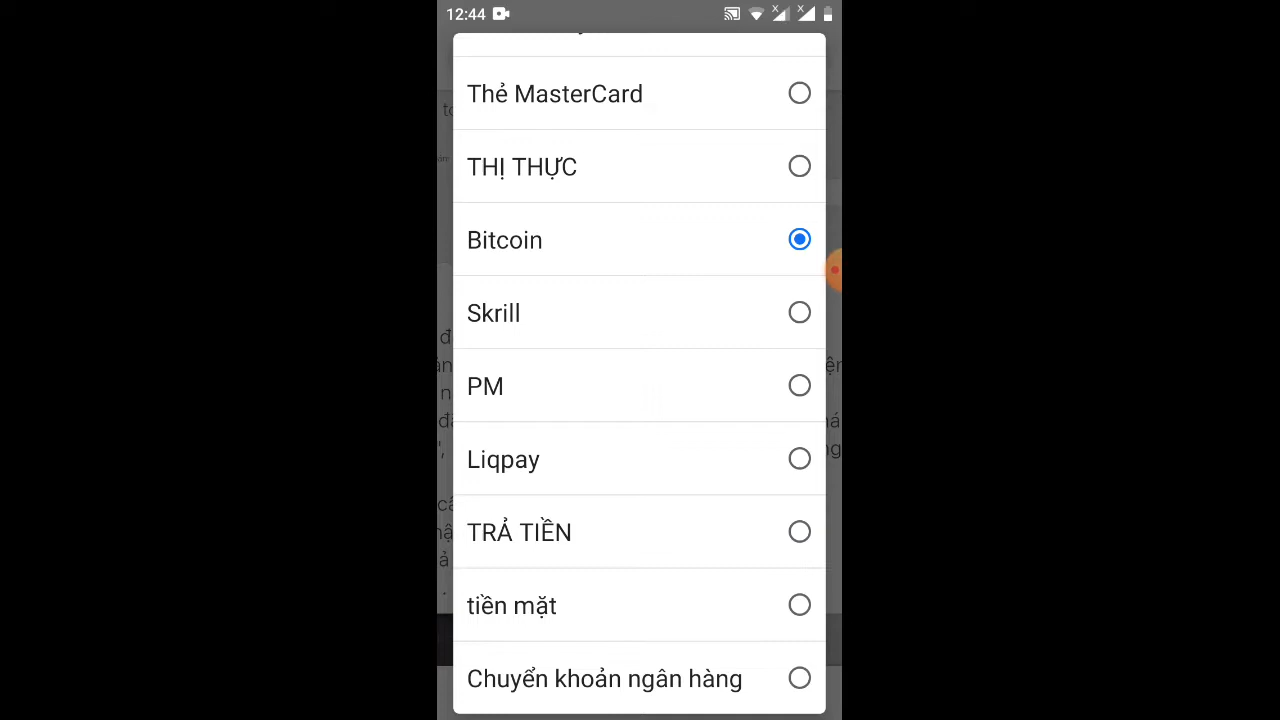 12:44
Thẻ MasterCard
THỊ THỰC
Bitcoin
Skrill
PM
Liqpay
TRẢ TIỀN
tiền mặt
Chuyển khoản ngân hàng